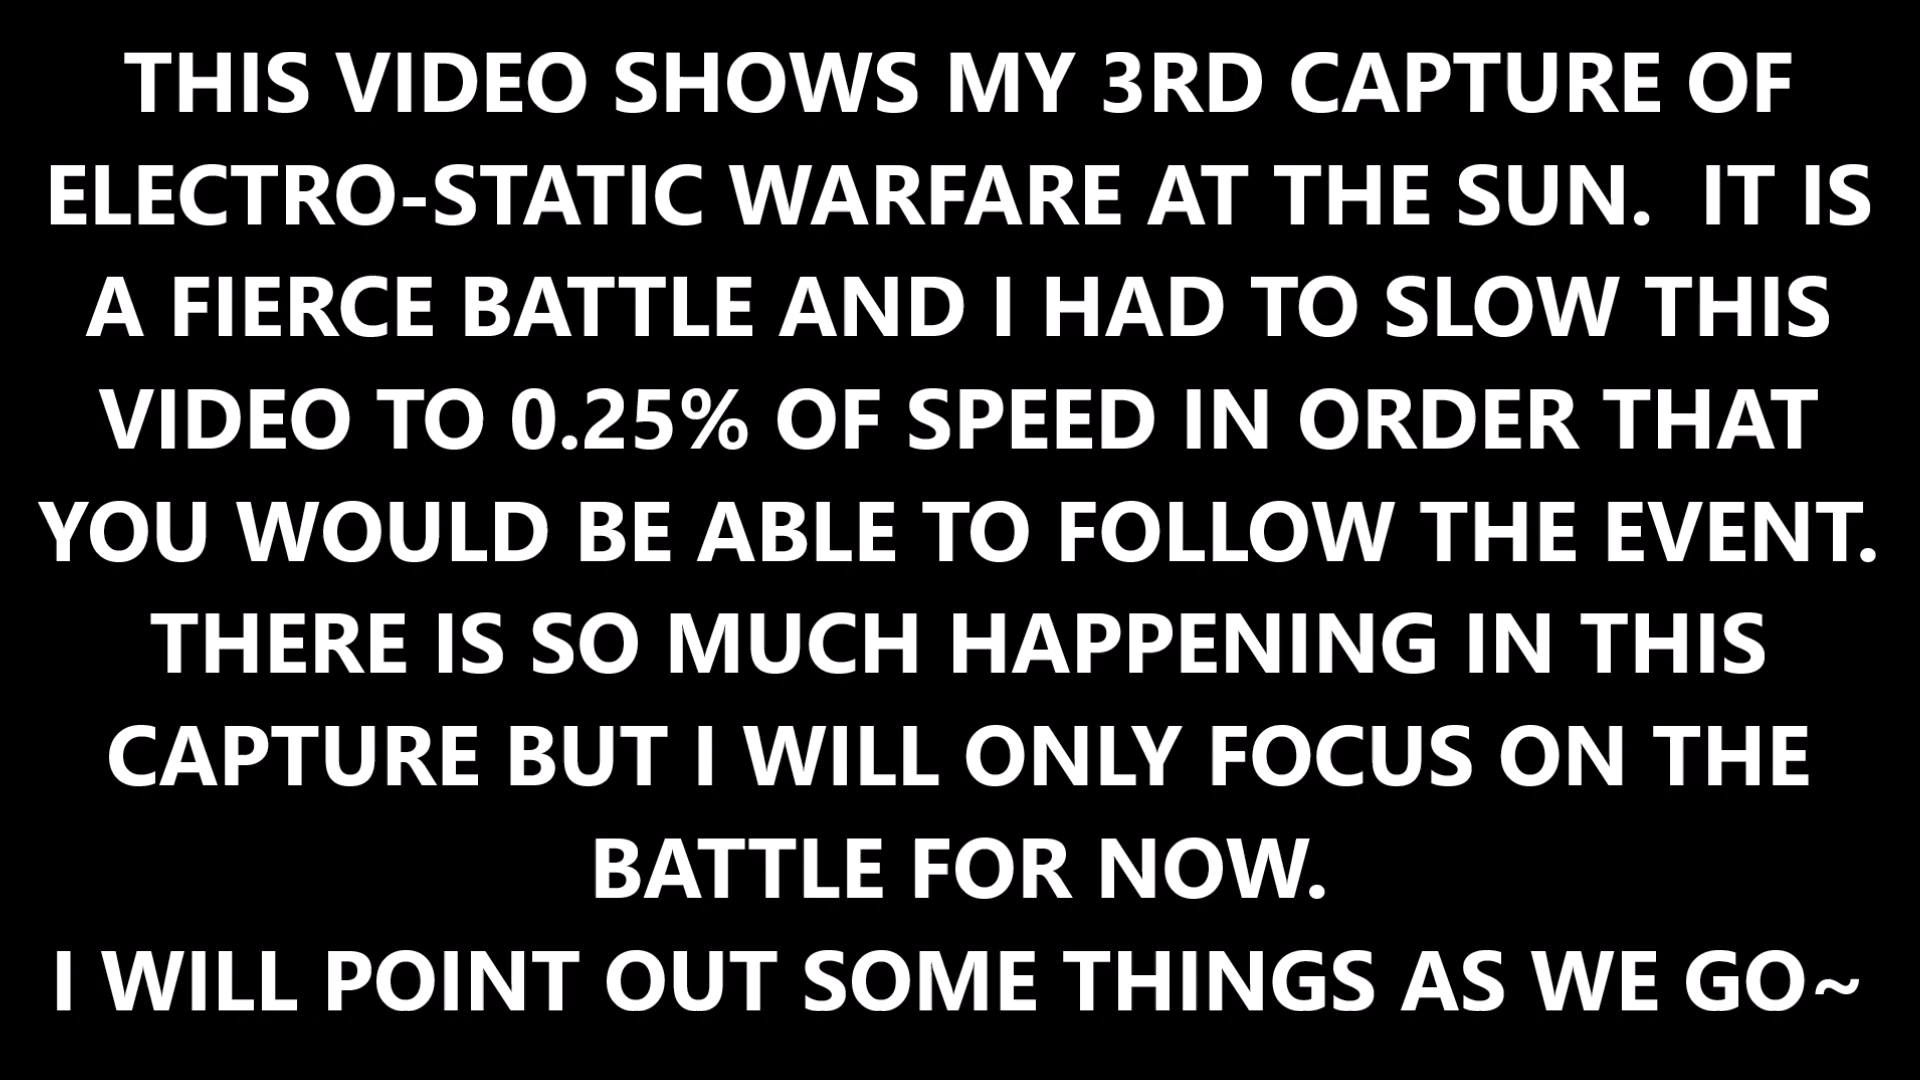 THIS VIDEO SHOWS MY 3RD CAPTURE OF
ELECTRO-STATIC WARFARE AT THE SUN.  IT IS
A FIERCE BATTLE AND I HAD TO SLOW THIS
VIDEO TO 0.25% OF SPEED IN ORDER THAT
YOU WOULD BE ABLE TO FOLLOW THE EVENT.
THERE IS SO MUCH HAPPENING IN THIS
CAPTURE BUT I WILL ONLY FOCUS ON THE
BATTLE FOR NOW.
I WILL POINT OUT SOME THINGS AS WE GO~